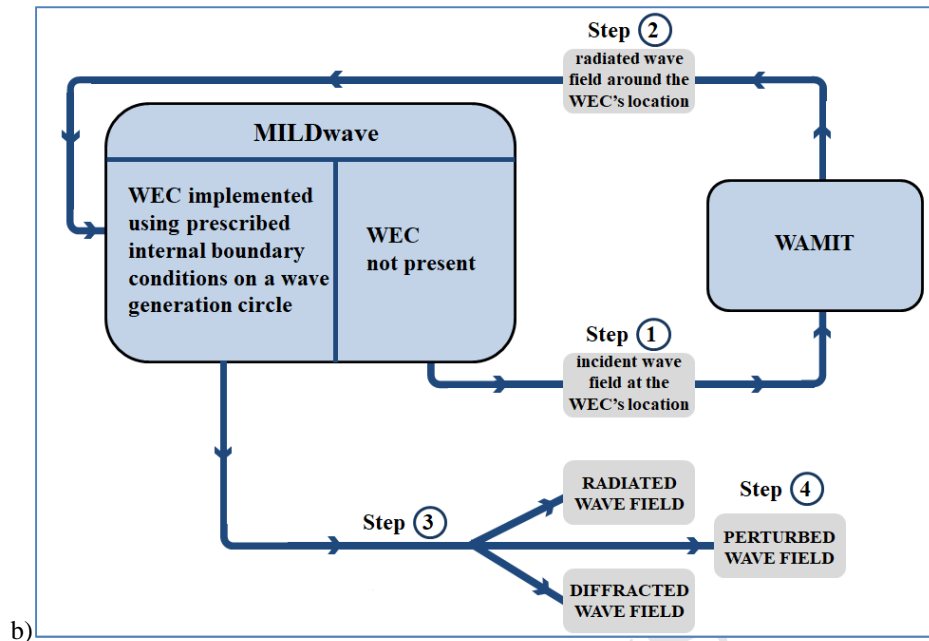 Step 2
radiated wave
field around the
WEC's location
MILDwave
WEC implemented
using prescribed
internal boundary
conditions on a wave
generation circle
WEC
not present
WAMIT
Step 1
incident wave
field at the
WEC's location
Step 3
RADIATED
WAVE FIELD
Step 4
PERTURBED
WAVE FIELD
DIFFRACTED
WAVE FIELD
b)